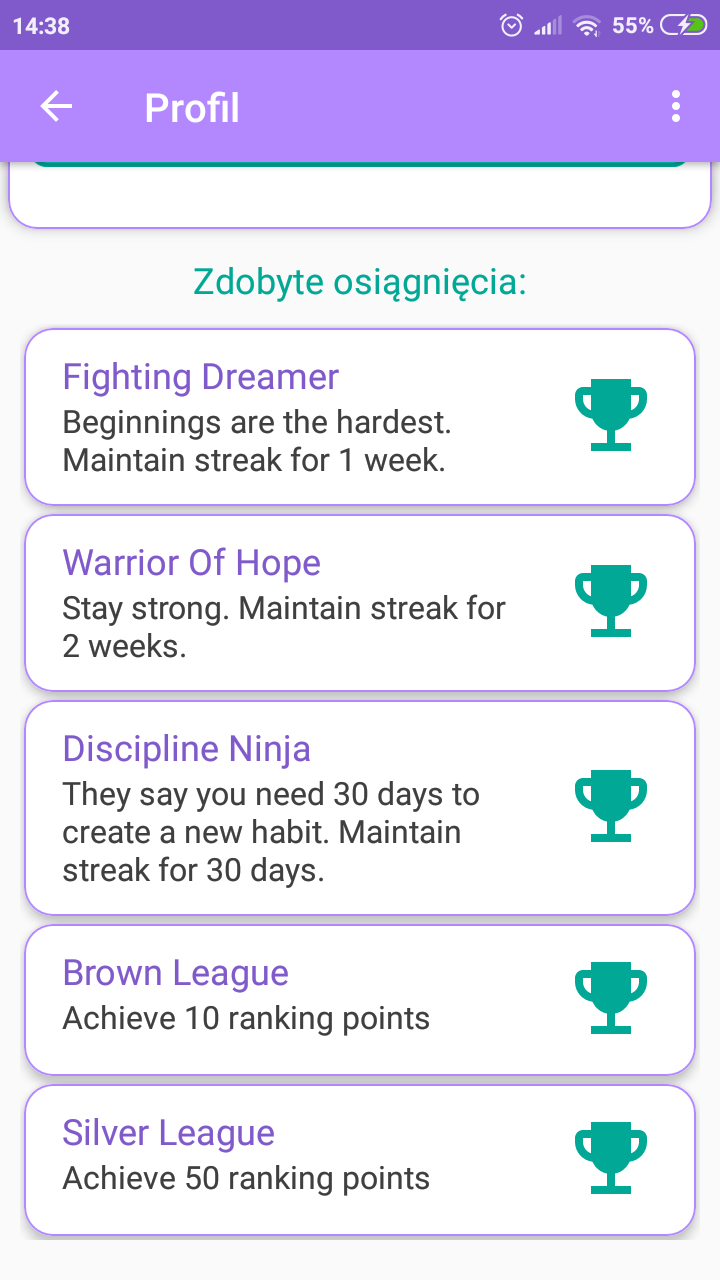 14:38
55%
Profil
Zdobyte osiągnięcia:
Fighting Dreamer
Beginnings are the hardest.
Maintain streak for 1 week.
Warrior Of Hope
Stay strong. Maintain streak for
2 weeks.
Discipline Ninja
They say you need 30 days to
create a new habit. Maintain
streak for 30 days.
Brown League
Achieve 10 ranking points
Silver League
Achieve 50 ranking points